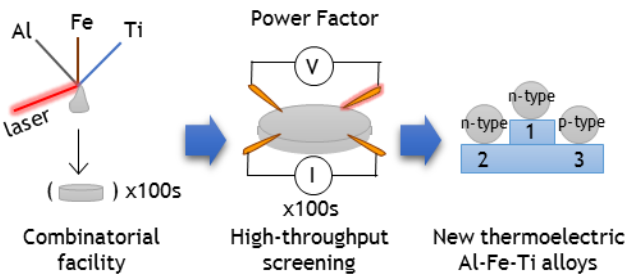 Al
Fe
Ti
laser
( ) x100s
Combinatorial
facility
Power Factor
V
I
x100s
High-throughput
screening
n-type
n-type
p-type
1
2
3
New thermoelectric
Al-Fe-Ti alloys